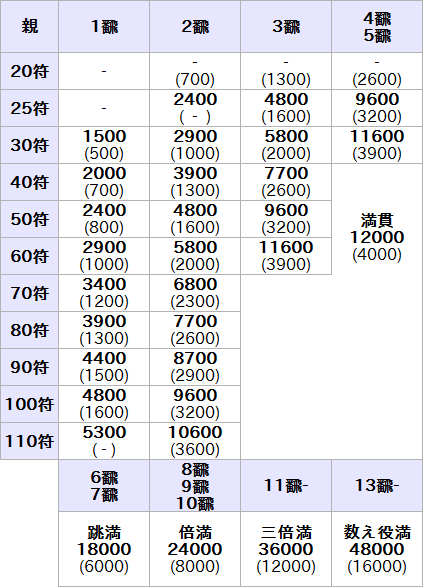 親 1飜 2飜 3飜 4飜
5飜
20符 - -
(700) -
(1300) -
(2600)
25符 - 2400
( - ) 4800
(1600) 9600
(3200)
30符 1500
(500) 2900
(1000) 5800
(2000) 11600
(3900)
40符 2000
(700) 3900
(1300) 7700
(2600) 満貫
12000
(4000)
50符 2400
(800) 4800
(1600) 9600
(3200)
60符 2900
(1000) 5800
(2000) 11600
(3900)
70符 3400
(1200) 6800
(2300)
80符 3900
(1300) 7700
(2600)
90符 4400
(1500) 8700
(2900)
100符 4800
(1600) 9600
(3200)
110符 5300
( - ) 10600
(3600)
6飜
7飜 8飜
9飜
10飜 11飜- 13飜-
跳満
18000
(6000) 倍満
24000
(8000) 三倍満
36000
(12000) 数え役満
48000
(16000)